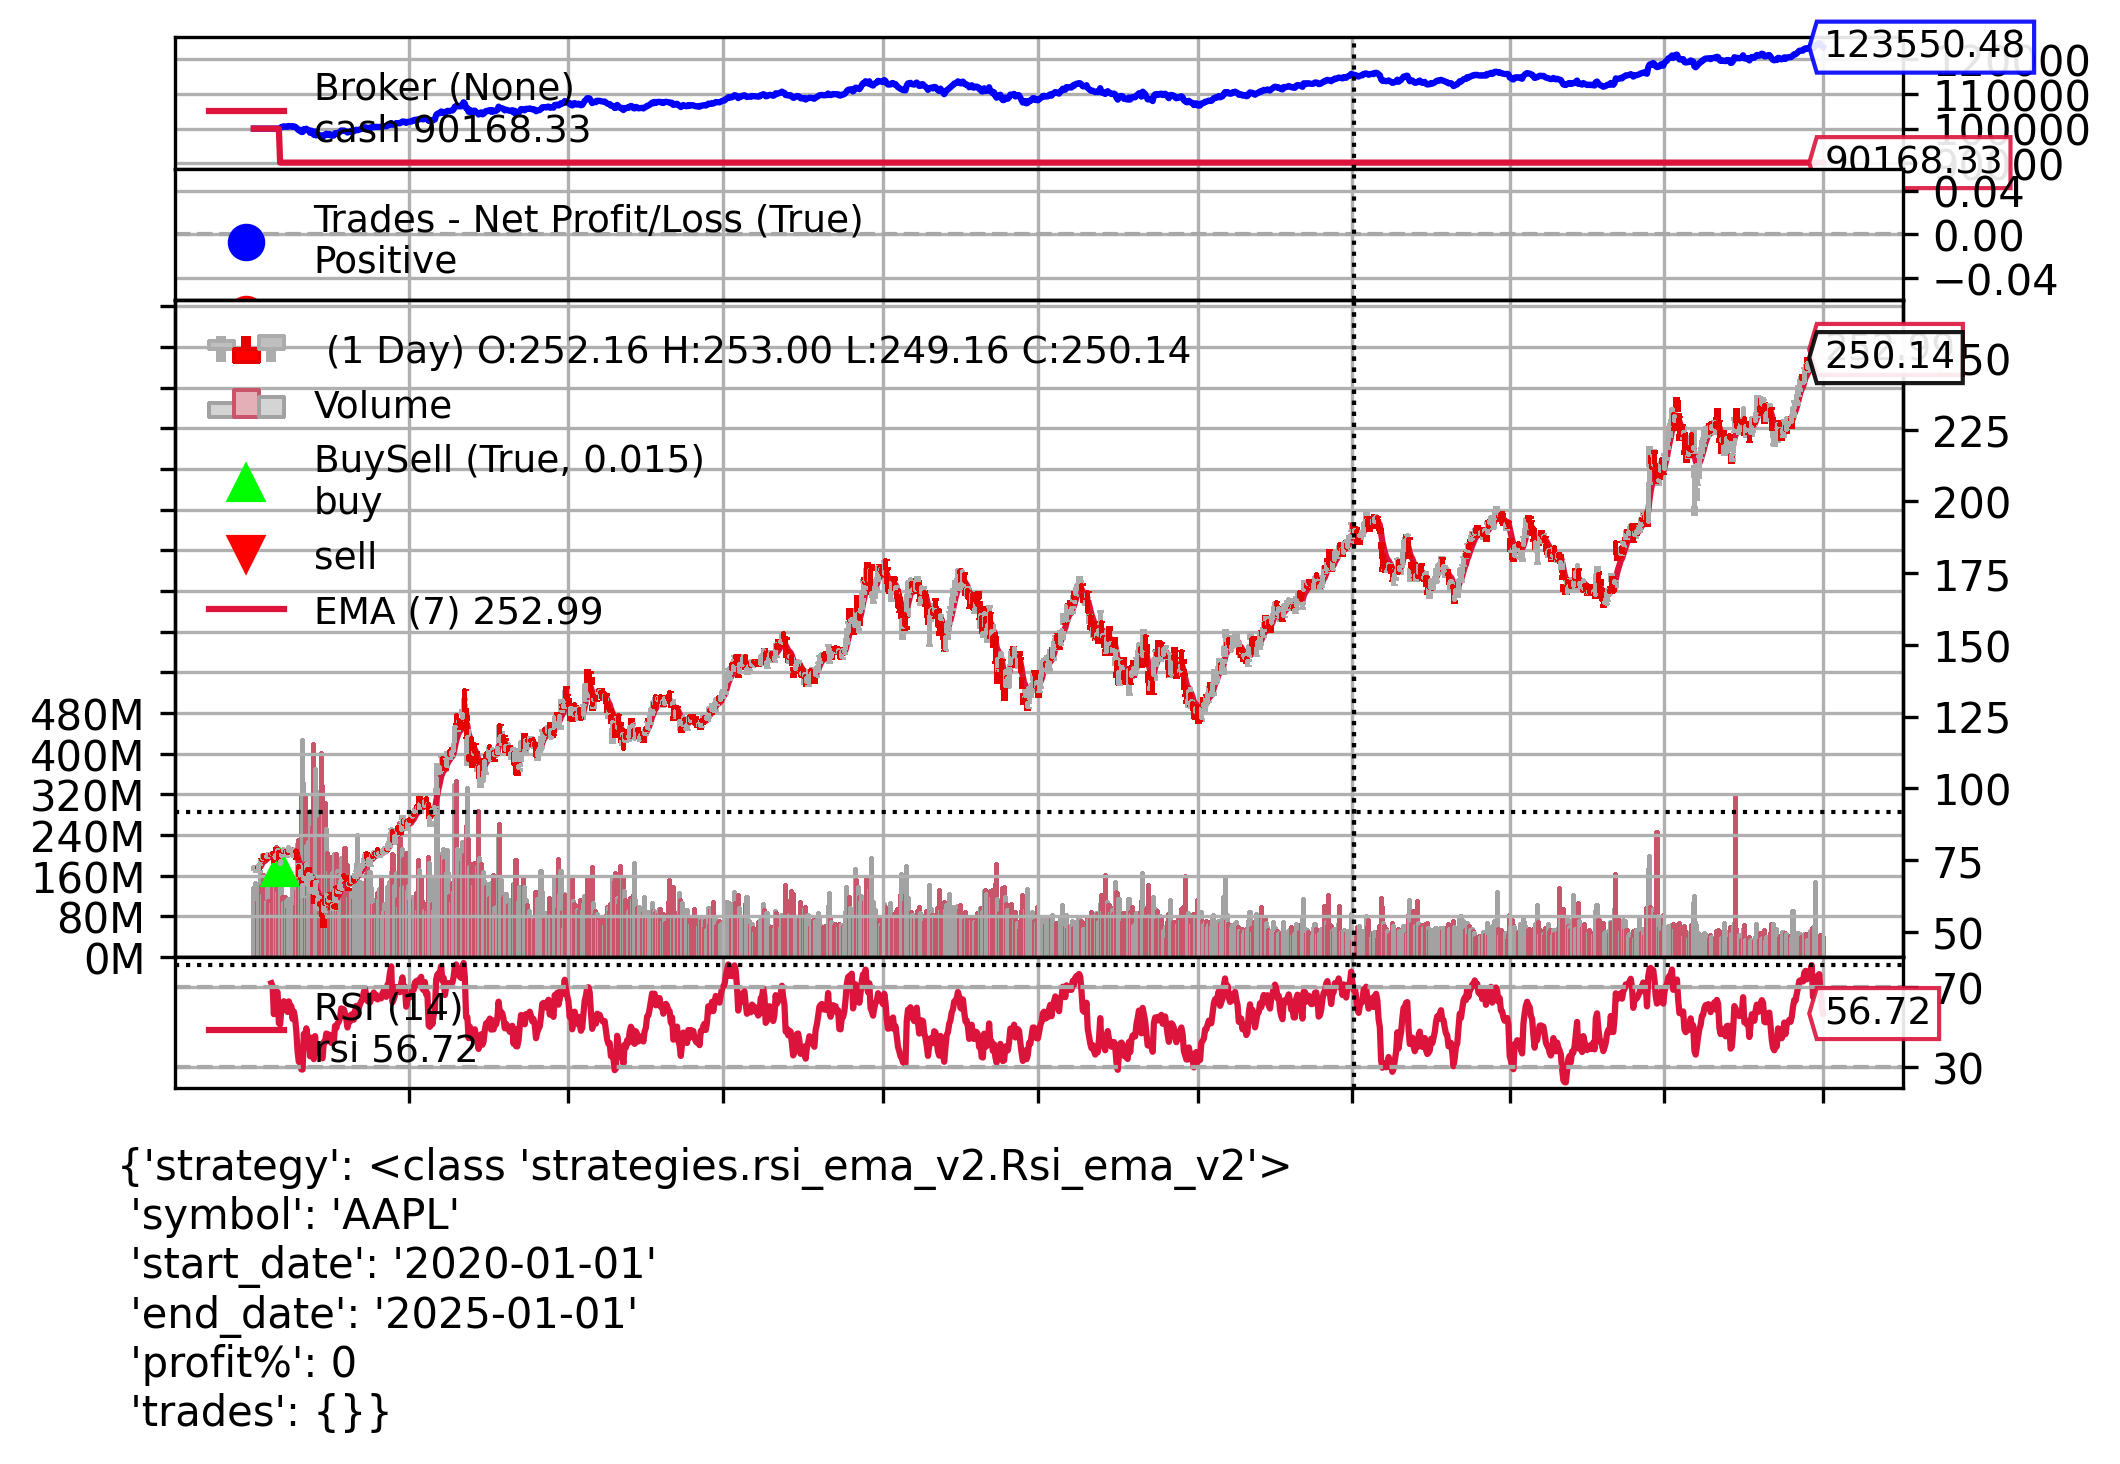 123550.48
Broker (None)
cash 90168.33
110000
100000
90168.33
Trades - Net Profit/Loss (True)
Positive
0.04
0.00
−0.04
(1 Day) O:252.16 H:253.00 L:249.16 C:250.14
250.14
Volume
BuySell (True, 0.015)
buy
sell
EMA (7) 252.99
225
200
175
150
125
100
75
50
480M
400M
320M
240M
160M
80M
0M
RSI (14)
rsi 56.72
70
56.72
30
{'strategy': <class 'strategies.rsi_ema_v2.Rsi_ema_v2'>
'symbol': 'AAPL'
'start_date': '2020-01-01'
'end_date': '2025-01-01'
'profit%': 0
'trades': {}}